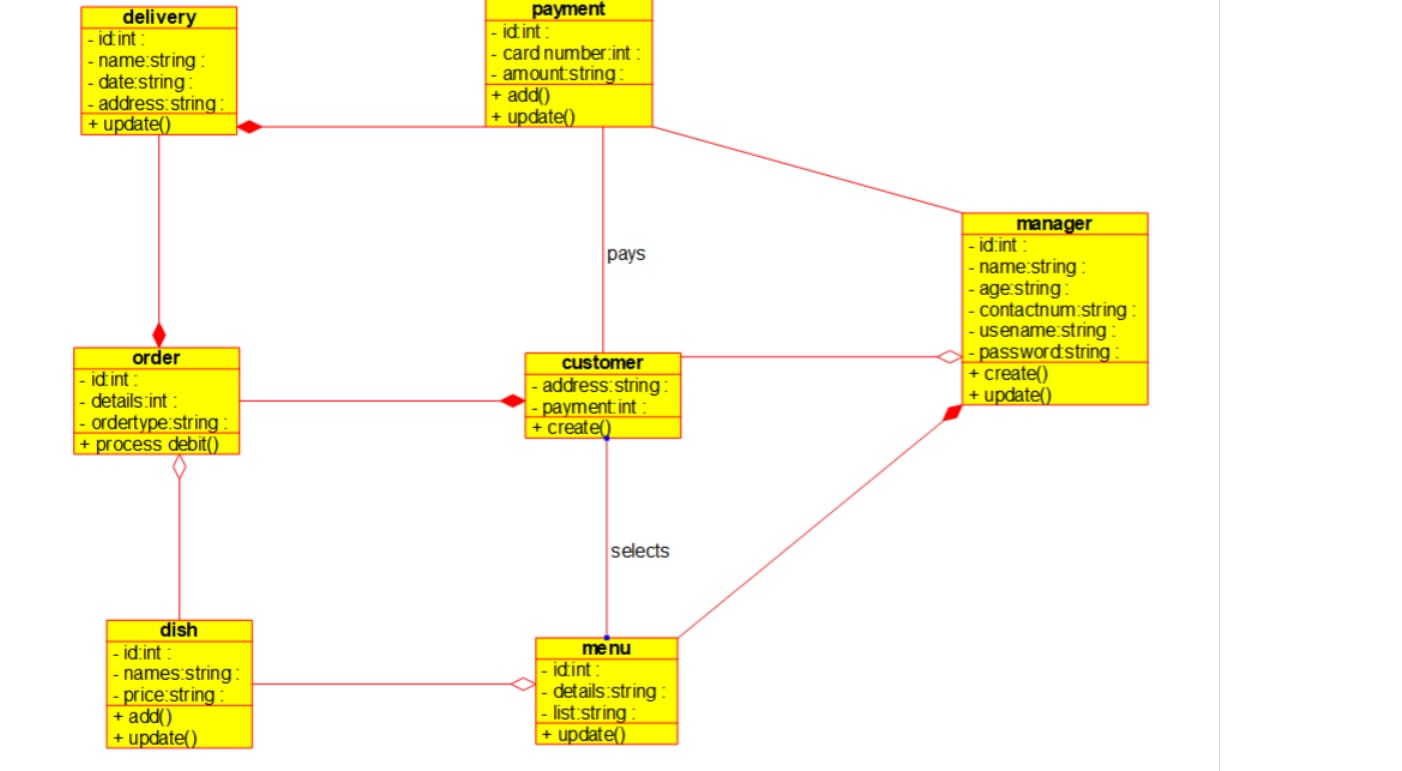 delivery
- id:int :
- name:string :
- date:string :
- address:string :
+ update()
payment
- id:int :
- card number:int :
- amount:string :
+ add()
+ update()
manager
- id:int :
- name:string :
- age:string :
- contactnum:string :
- usename:string :
- password:string :
+ create()
+ update()
pays
order
- id:int :
- details:int :
- ordertype:string :
+ process debit()
customer
- address:string :
- payment:int :
+ create()
selects
dish
- id:int :
- names:string :
- price:string :
+ add()
+ update()
menu
- id:int :
- details:string :
- list:string :
+ update()